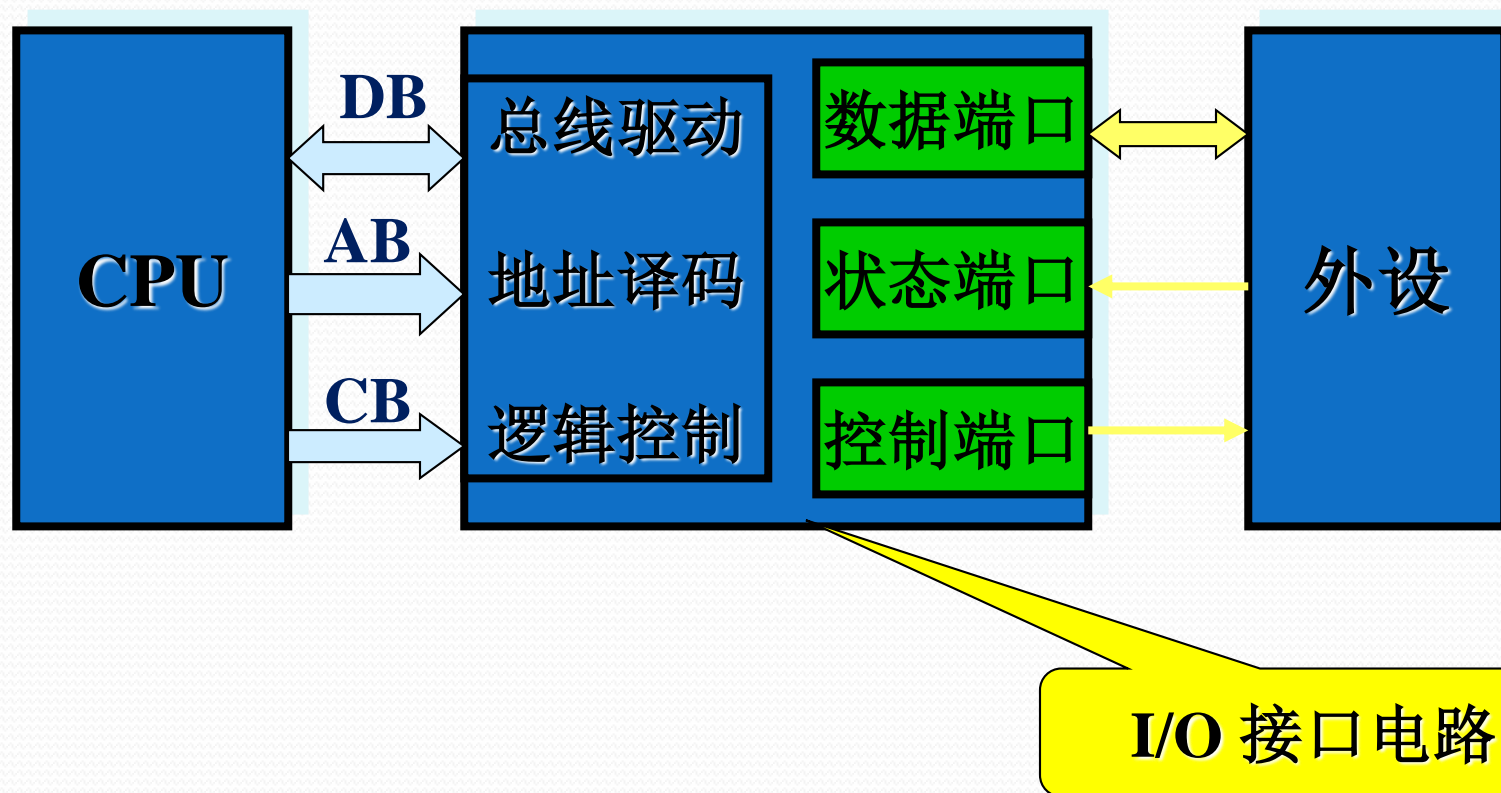 CPU
DB
AB
CB
总线驱动
地址译码
逻辑控制
数据端口
状态端口
控制端口
外设
I/O 接口电路